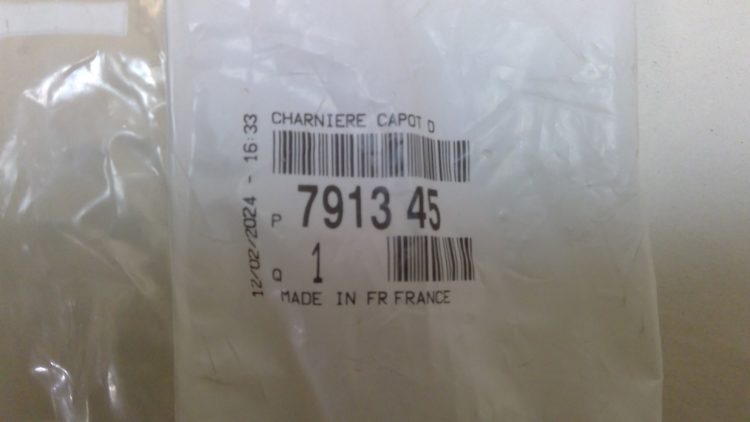 CHARNIERE CAPOT D
P 7913 45
Q 1
MADE IN FR FRANCE
12/02/2024 - 16:33